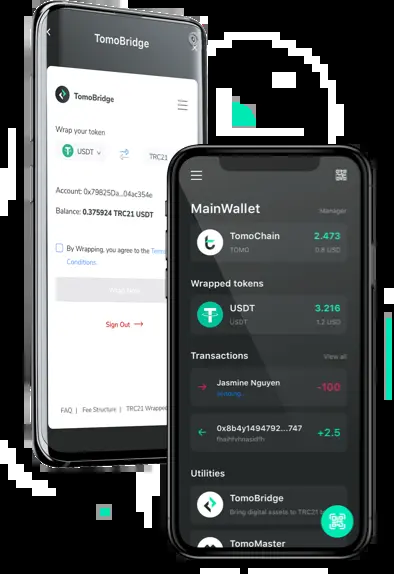 TomoBridge
TomoBridge
Wrap your token
USDT
TRC21
Account: 0x79825Da...04ac354e
Balance: 0.375924 TRC21 USDT
By Wrapping, you agree to the Terms
Conditions.
Sign Out →
FAQ | Fee Structure | TRC21 Wrapped
MainWallet
Manager
TomoChain
2.473
TOMO
0.8 USD
Wrapped tokens
USDT
3.216
USDT
1.2 USD
Transactions
View all
Jasmine Nguyen
-100
Sending...
0x8b4y1494792...747
+2.5
Utilities
TomoBridge
Bring digital assets to TRC21
TomoMaster